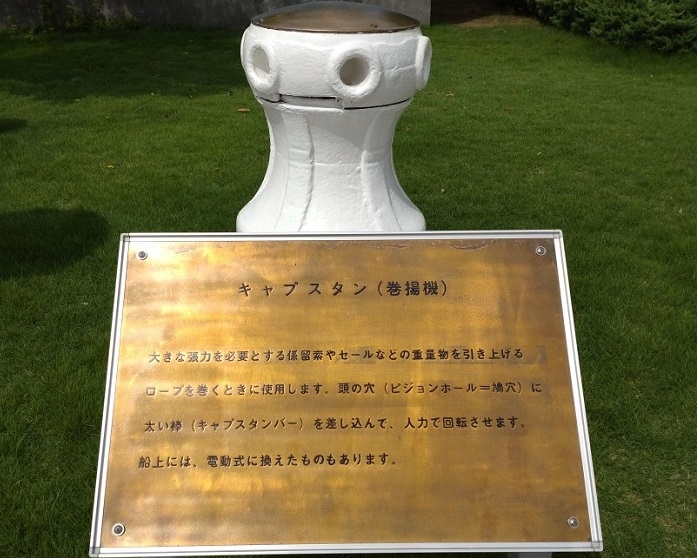 キャプスタン(巻揚機)
大きな張力を必要とする係留索やセールなどの重量物を引き上げる
ロープを巻くときに使用します。頭の穴(ピジョンホール=鳩穴)に
太い棒(キャプスタンバー)を差し込んで、人力で回転させます。
船上には、電動式に換えたものもあります。